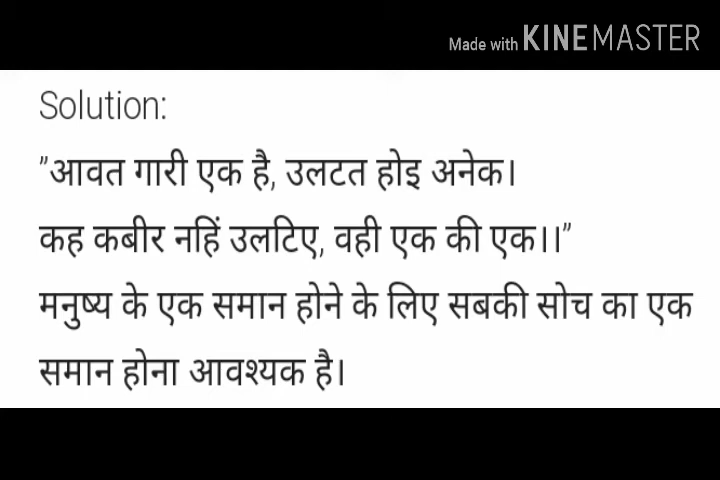 Made with KINEMASTER
Solution:
"आवत गारी एक है, उलटत होइ अनेक।
कह कबीर नहिं उलटिए, वही एक की एक।।"
मनुष्य के एक समान होने के लिए सबकी सोच का एक
समान होना आवश्यक है।